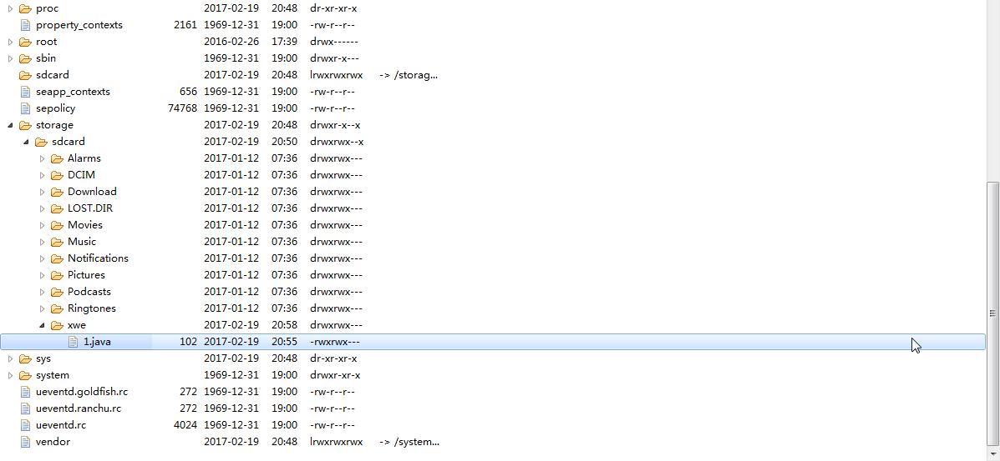 proc 2017-02-19 20:48 dr-xr-xr-x
property_contexts 2161 1969-12-31 19:00 -rw-r--r--
root 2016-02-26 17:39 drwx------
sbin 1969-12-31 19:00 drwxr-x---
sdcard 2017-02-19 20:48 lrwxrwxrwx -> /storag...
seapp_contexts 656 1969-12-31 19:00 -rw-r--r--
sepolicy 74768 1969-12-31 19:00 -rw-r--r--
storage 2017-02-19 20:48 drwxr-x--x
sdcard 2017-02-19 20:50 drwxrwx--x
Alarms 2017-01-12 07:36 drwxrwx---
DCIM 2017-01-12 07:36 drwxrwx---
Download 2017-01-12 07:36 drwxrwx---
LOST.DIR 2017-01-12 07:36 drwxrwx---
Movies 2017-01-12 07:36 drwxrwx---
Music 2017-01-12 07:36 drwxrwx---
Notifications 2017-01-12 07:36 drwxrwx---
Pictures 2017-01-12 07:36 drwxrwx---
Podcasts 2017-01-12 07:36 drwxrwx---
Ringtones 2017-01-12 07:36 drwxrwx---
xwe 2017-02-19 20:58 drwxrwx---
1.java 102 2017-02-19 20:55 -rwxrwx---
sys 2017-02-19 20:48 dr-xr-xr-x
system 1969-12-31 19:00 drwxr-xr-x
ueventd.goldfish.rc 272 1969-12-31 19:00 -rw-r--r--
ueventd.ranchu.rc 272 1969-12-31 19:00 -rw-r--r--
ueventd.rc 4024 1969-12-31 19:00 -rw-r--r--
vendor 2017-02-19 20:48 lrwxrwxrwx -> /system...